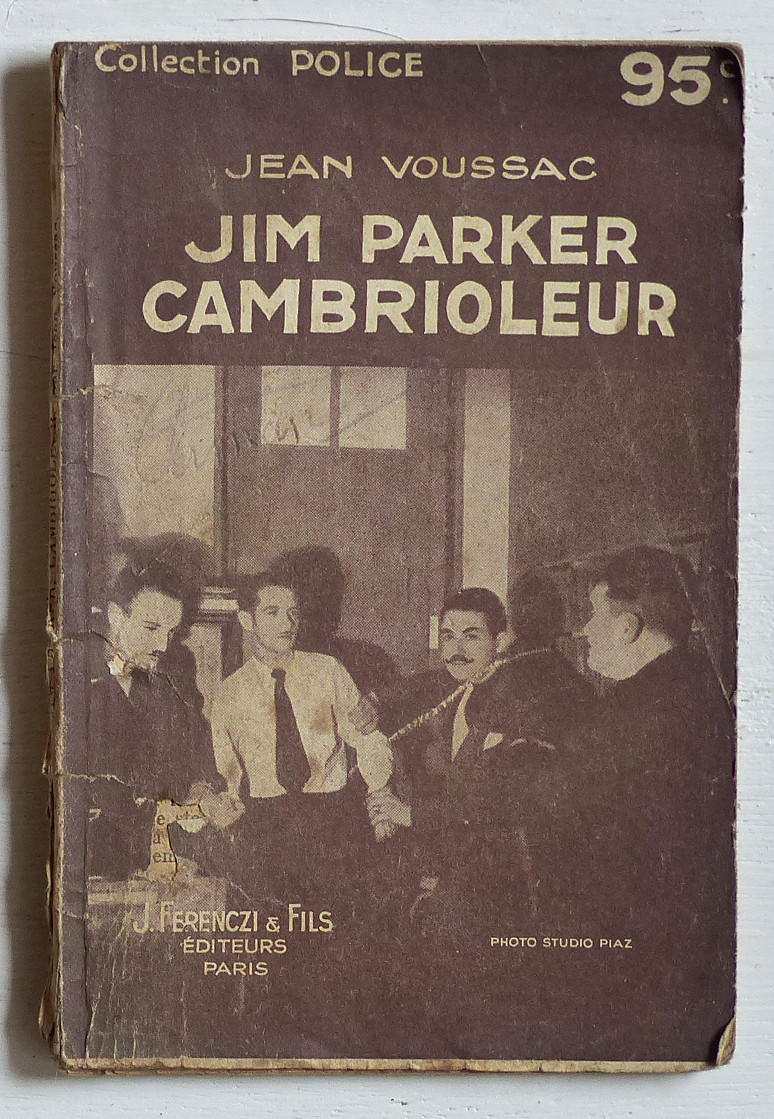 Collection POLICE
95c.
JEAN VOUSSAC
JIM PARKER
CAMBRIOLEUR
J. FERENCZI & FILS
ÉDITEURS
PARIS
PHOTO STUDIO PIAZ